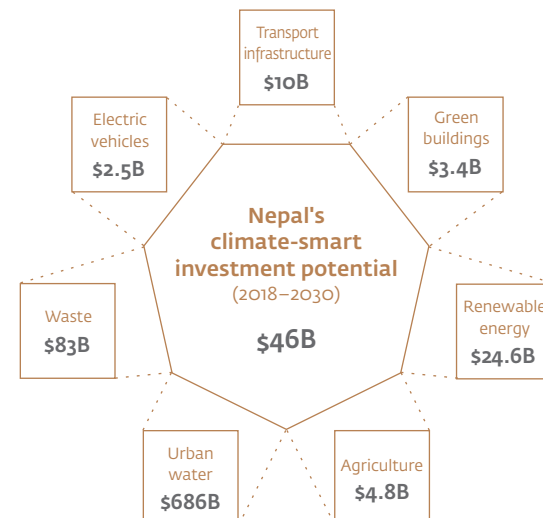 Transport
infrastructure
$10B
Electric
vehicles
$2.5B
Green
buildings
$3.4B
Nepal's
climate-smart
investment potential
(2018–2030)
$46B
Waste
$83B
Renewable
energy
$24.6B
Urban
water
$686B
Agriculture
$4.8B